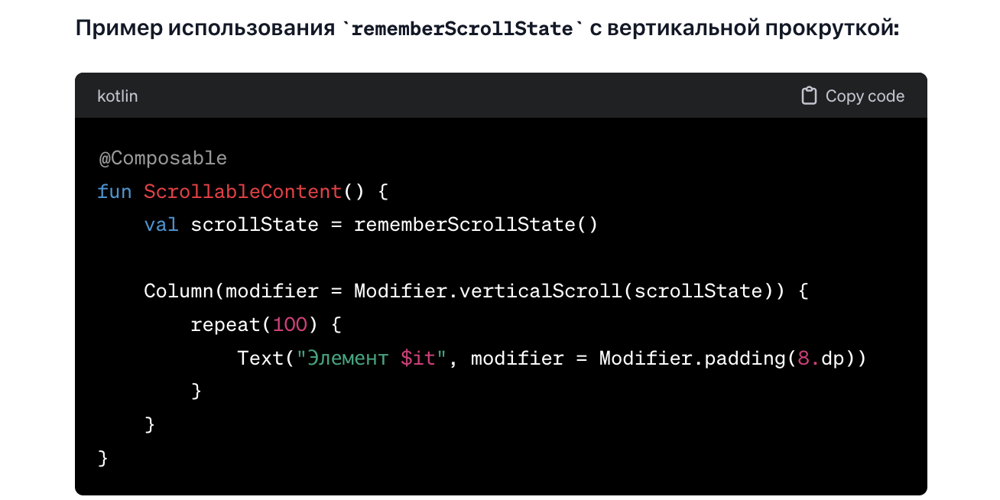 Пример использования `rememberScrollState` с вертикальной прокруткой:
kotlin
Copy code
@Composable
fun ScrollableContent() {
    val scrollState = rememberScrollState()
    Column(modifier = Modifier.verticalScroll(scrollState)) {
        repeat(100) {
            Text("Элемент $it", modifier = Modifier.padding(8.dp))
        }
    }
}